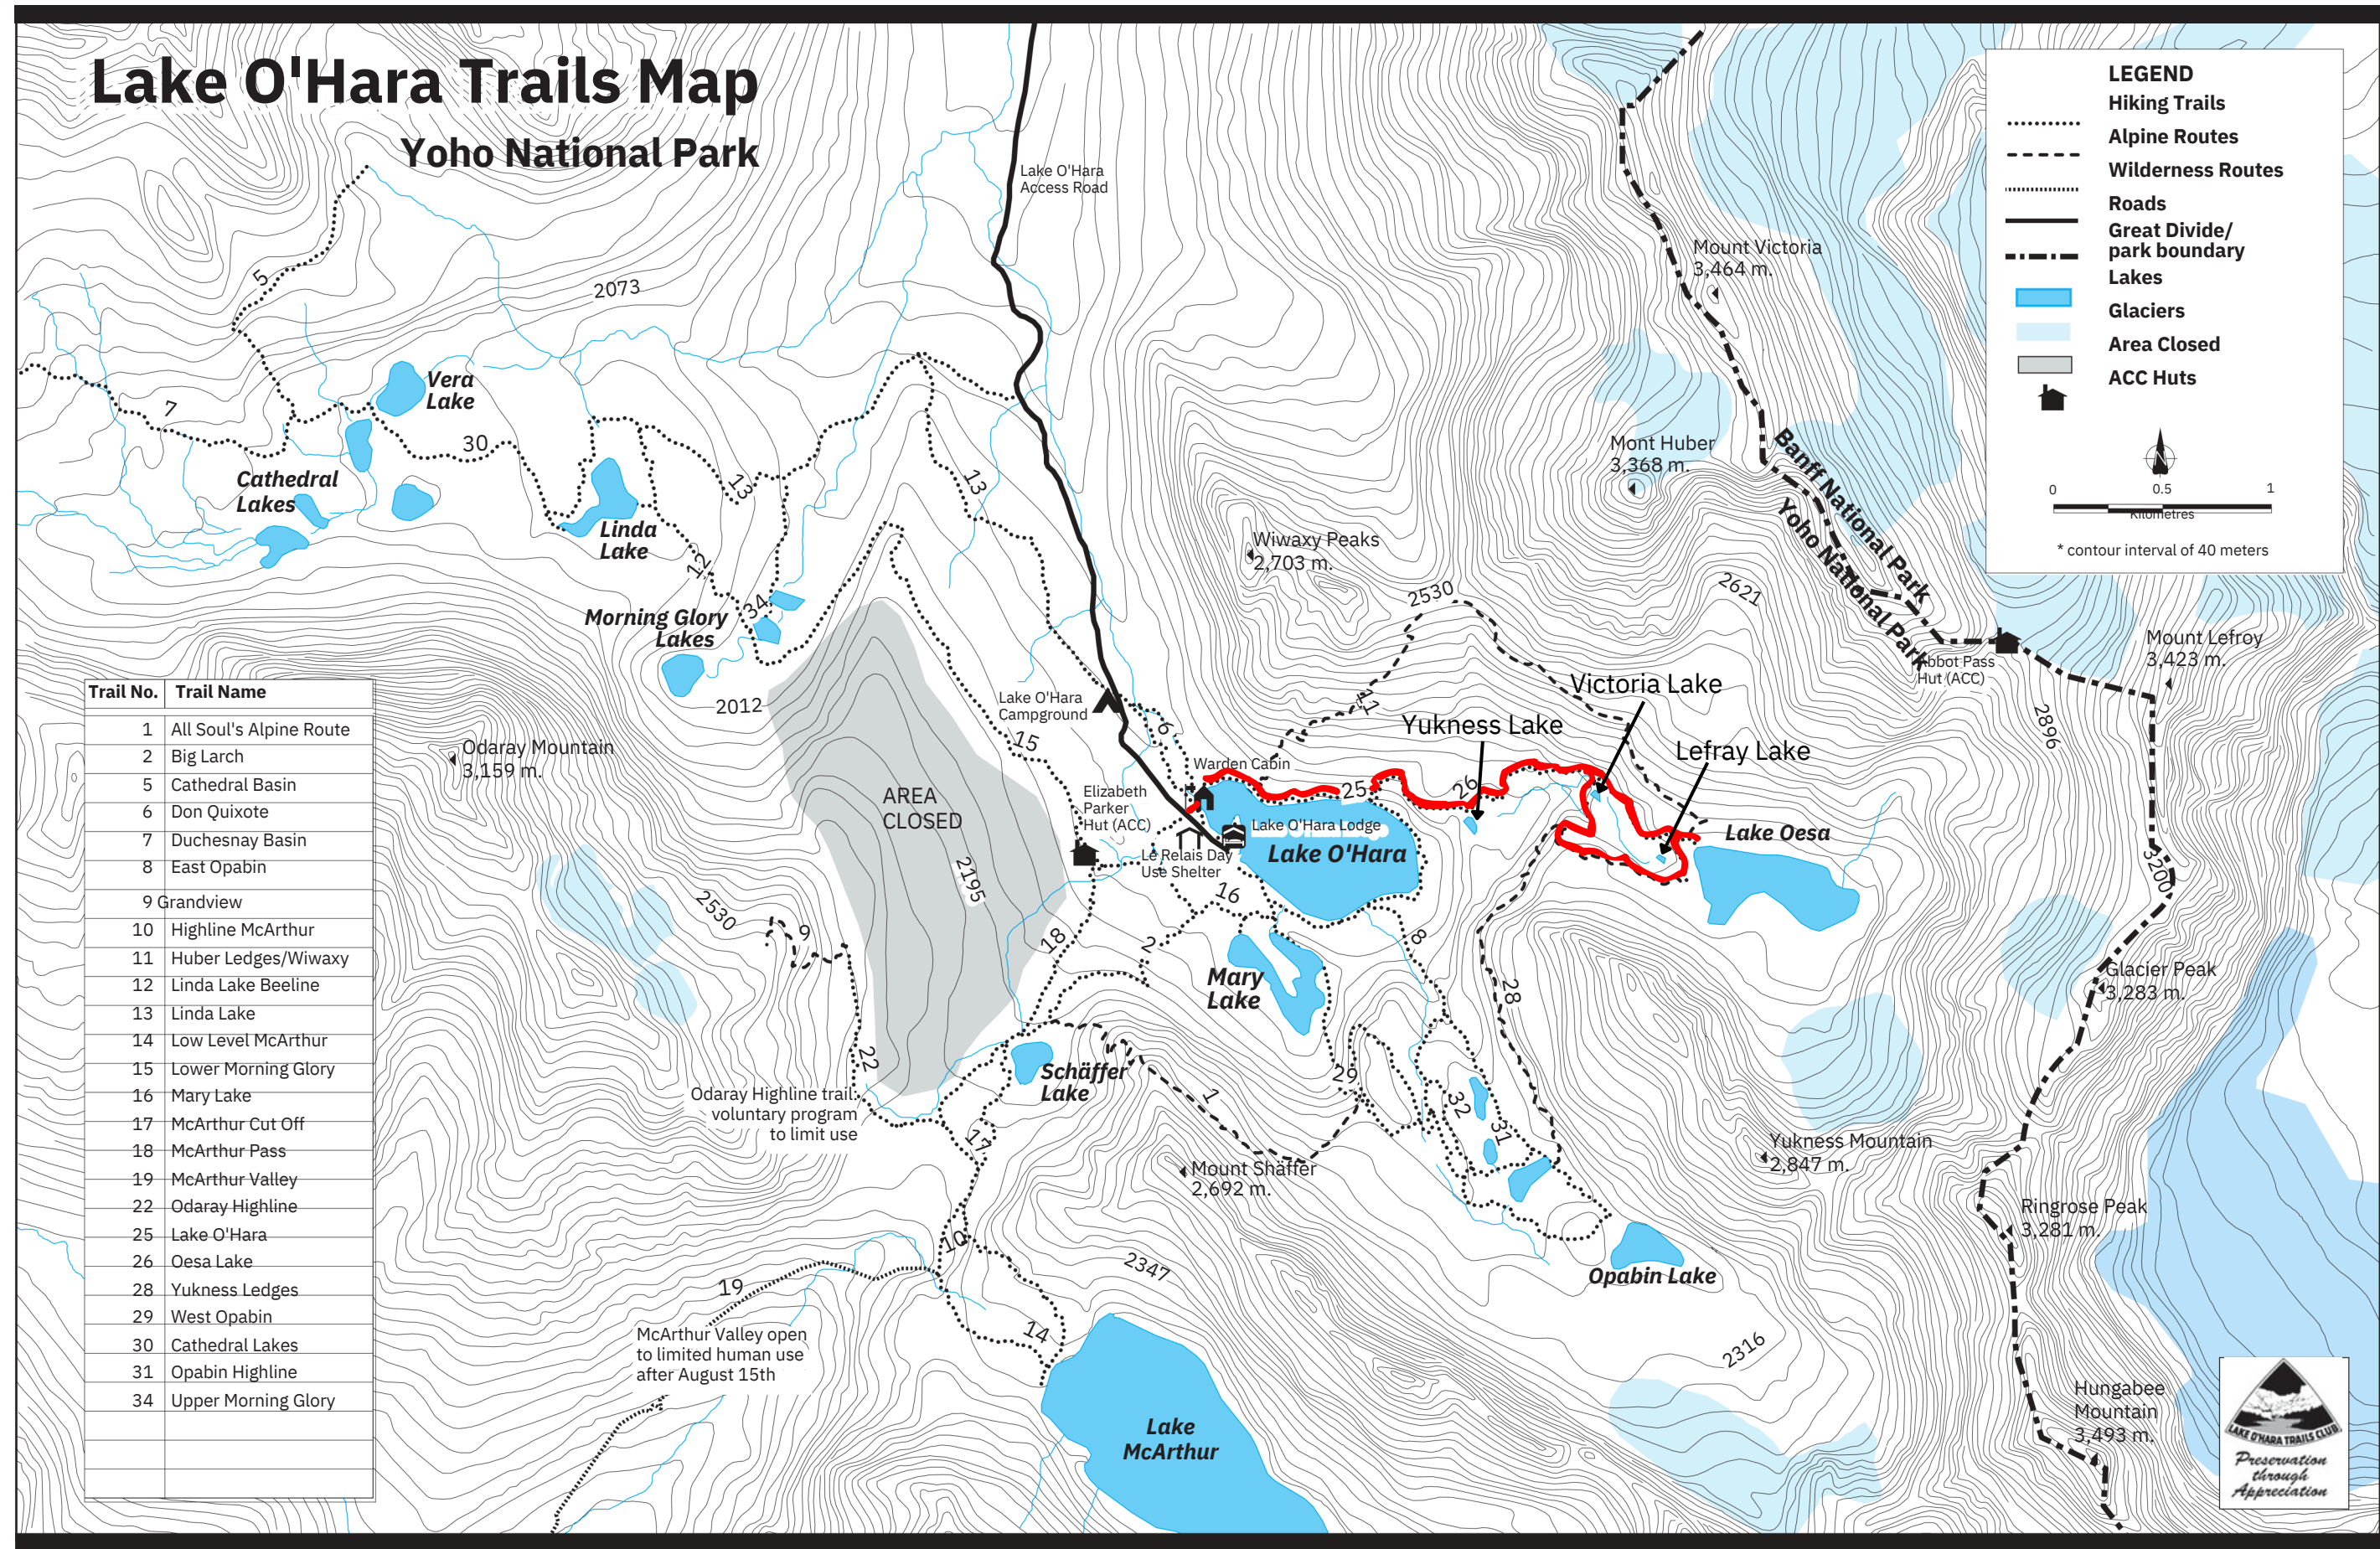 Lake O'Hara Trails Map
Yoho National Park
LEGEND
Hiking Trails
Alpine Routes
Wilderness Routes
Roads
Great Divide/
park boundary
Lakes
Glaciers
Area Closed
ACC Huts
N
0 0.5 1
Kilometres
* contour interval of 40 meters
Lake O'Hara
Access Road
Mount Victoria
3,464 m.
5
2073
Vera
Lake
7
30
13
13
Mont Huber
3,368 m.
Banff National Park
Yoho National Park
Cathedral
Lakes
Linda
Lake
12
34
Wiwaxy Peaks
2,703 m.
2530
2621
Morning Glory
Lakes
2012
Mount Lefroy
3,423 m.
Abbot Pass
Hut (ACC)
2896
Victoria Lake
Yukness Lake
Lefray Lake
11
Lake O'Hara
Campground
15
6
Warden Cabin
25
26
Odaray Mountain
3,159 m.
AREA
CLOSED
Elizabeth
Parker
Hut (ACC)
Lake O'Hara Lodge
Le Relais Day
Use Shelter
Lake O'Hara
Lake Oesa
3200
2195
16
2530
9
18
2
8
Mary
Lake
28
Glacier Peak
3,283 m.
22
Schäffer
Lake
Odaray Highline trail:
voluntary program
to limit use
1
29
32
31
17
Mount Shäffer
2,692 m.
Yukness Mountain
2,847 m.
Ringrose Peak
3,281 m.
10
2347
Opabin Lake
19
14
2316
McArthur Valley open
to limited human use
after August 15th
Lake
McArthur
Hungabee
Mountain
3,493 m.
Trail No. Trail Name
1 All Soul's Alpine Route
2 Big Larch
5 Cathedral Basin
6 Don Quixote
7 Duchesnay Basin
8 East Opabin
9 Grandview
10 Highline McArthur
11 Huber Ledges/Wiwaxy
12 Linda Lake Beeline
13 Linda Lake
14 Low Level McArthur
15 Lower Morning Glory
16 Mary Lake
17 McArthur Cut Off
18 McArthur Pass
19 McArthur Valley
22 Odaray Highline
25 Lake O'Hara
26 Oesa Lake
28 Yukness Ledges
29 West Opabin
30 Cathedral Lakes
31 Opabin Highline
34 Upper Morning Glory
LAKE O'HARA TRAILS CLUB
Preservation
through
Appreciation